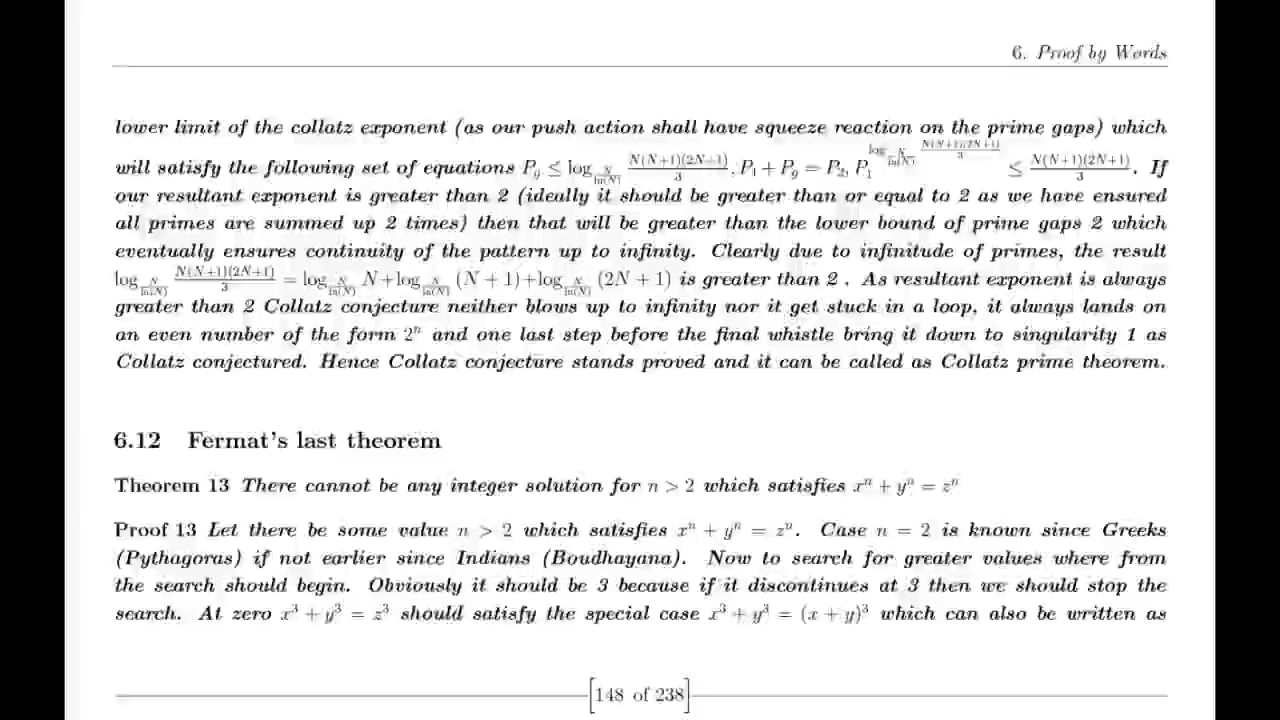 6. Proof by Words
lower limit of the collatz exponent (as our push action shall have squeeze reaction on the prime gaps) which
will satisfy the following set of equations P_g ≤ log_{N/ln(N)} N(N+1)(2N+1)/3, P_1 + P_g = P_2, P_1^{log_{N/ln(N)} N(N+1)(2N+1)/3} ≤ N(N+1)(2N+1)/3. If
our resultant exponent is greater than 2 (ideally it should be greater than or equal to 2 as we have ensured
all primes are summed up 2 times) then that will be greater than the lower bound of prime gaps 2 which
eventually ensures continuity of the pattern up to infinity. Clearly due to infinitude of primes, the result
log_{N/ln(N)} N(N+1)(2N+1)/3 = log_{N/ln(N)} N+log_{N/ln(N)} (N + 1)+log_{N/ln(N)} (2N + 1) is greater than 2 . As resultant exponent is always
greater than 2 Collatz conjecture neither blows up to infinity nor it get stuck in a loop, it always lands on
an even number of the form 2^n and one last step before the final whistle bring it down to singularity 1 as
Collatz conjectured. Hence Collatz conjecture stands proved and it can be called as Collatz prime theorem.
6.12 Fermat's last theorem
Theorem 13 There cannot be any integer solution for n > 2 which satisfies x^n + y^n = z^n
Proof 13 Let there be some value n > 2 which satisfies x^n + y^n = z^n. Case n = 2 is known since Greeks
(Pythagoras) if not earlier since Indians (Boudhayana). Now to search for greater values where from
the search should begin. Obviously it should be 3 because if it discontinues at 3 then we should stop the
search. At zero x^3 + y^3 = z^3 should satisfy the special case x^3 + y^3 = (x + y)^3 which can also be written as
[148 of 238]